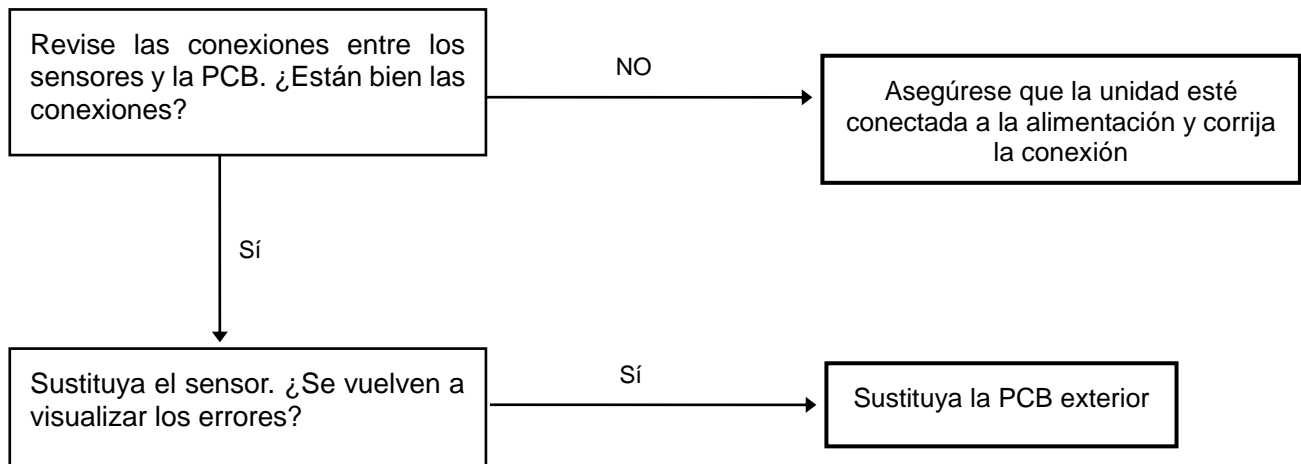 Revise las conexiones entre los
sensores y la PCB. ¿Están bien las
conexiones?
NO
Asegúrese que la unidad esté
conectada a la alimentación y corrija
la conexión
Sí
Sustituya el sensor. ¿Se vuelven a
visualizar los errores?
Sí
Sustituya la PCB exterior